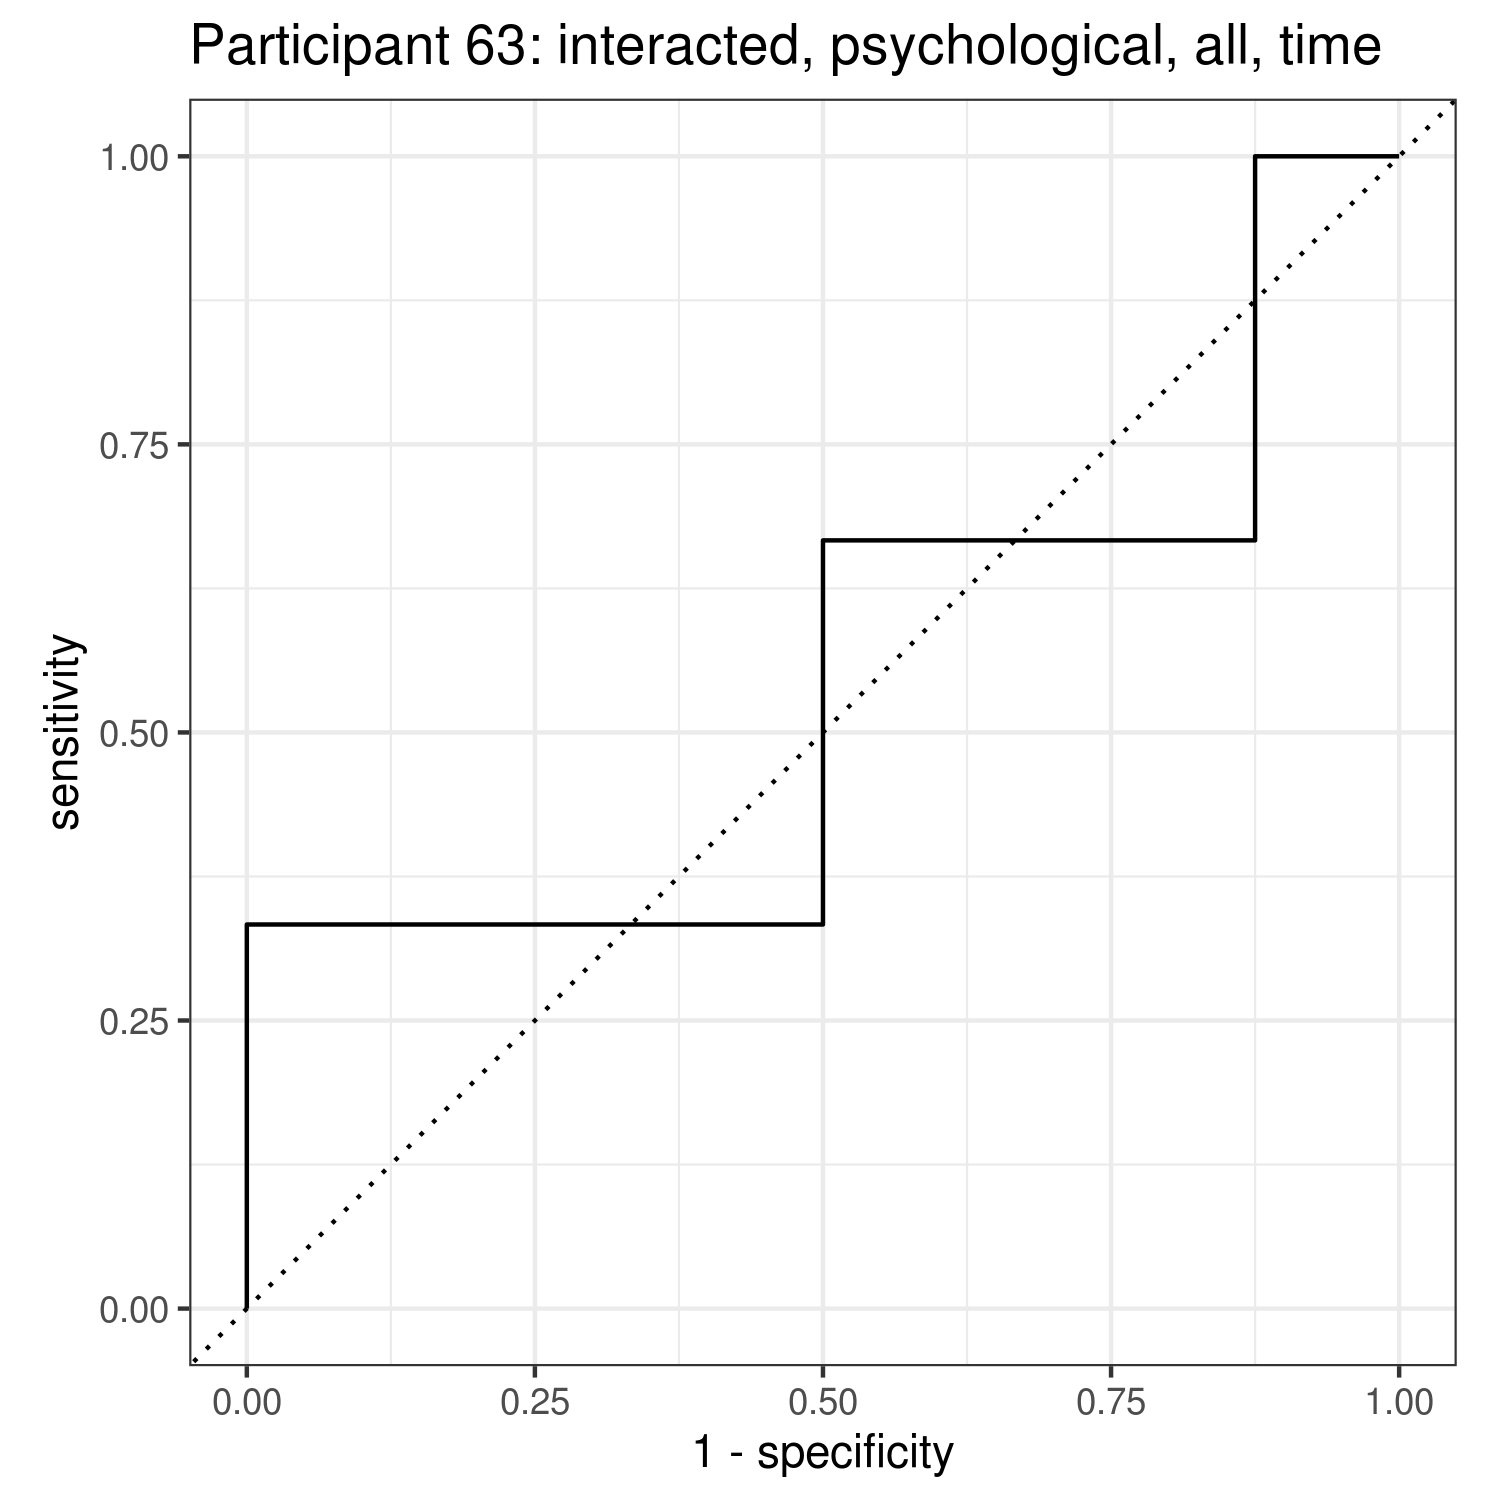 Participant 63: interacted, psychological, all, time
1.00
0.75
0.50
0.25
0.00
sensitivity
0.00 0.25 0.50 0.75 1.00
1 - specificity